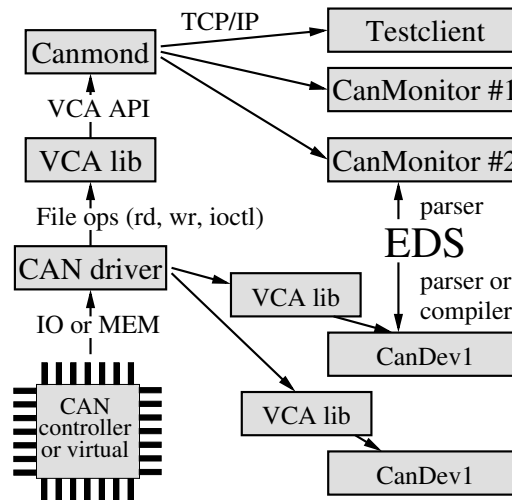 TCP/IP
Testclient
Canmond
CanMonitor #1
VCA API
VCA lib
CanMonitor #2
File ops (rd, wr, ioctl)
parser
EDS
CAN driver
parser or
compiler
VCA lib
IO or MEM
CanDev1
CAN
controller
or virtual
VCA lib
CanDev1